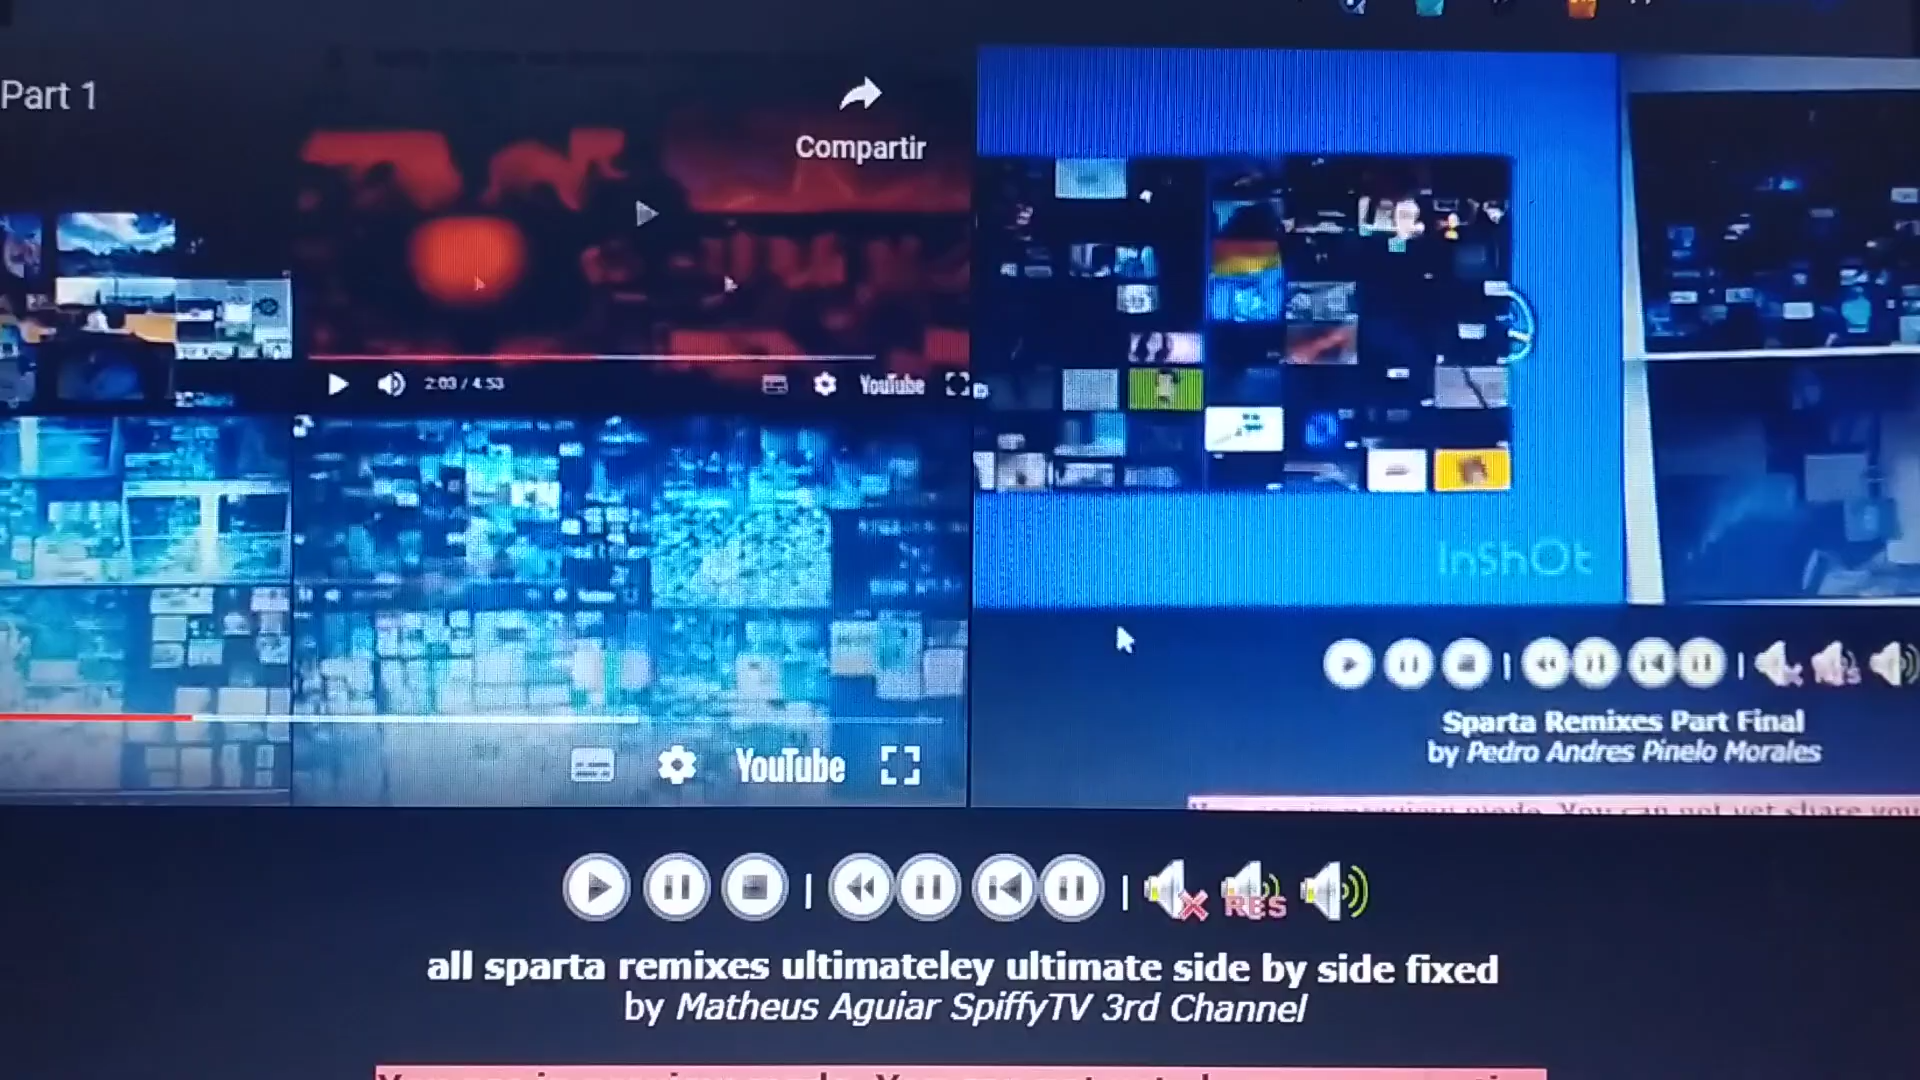 Part 1
Compartir
2:03 / 4:53
YouTube
InShOt
Sparta Remixes Part Final
by Pedro Andres Pinelo Morales
YouTube
RES
all sparta remixes ultimateley ultimate side by side fixed
by Matheus Aguiar SpiffyTV 3rd Channel